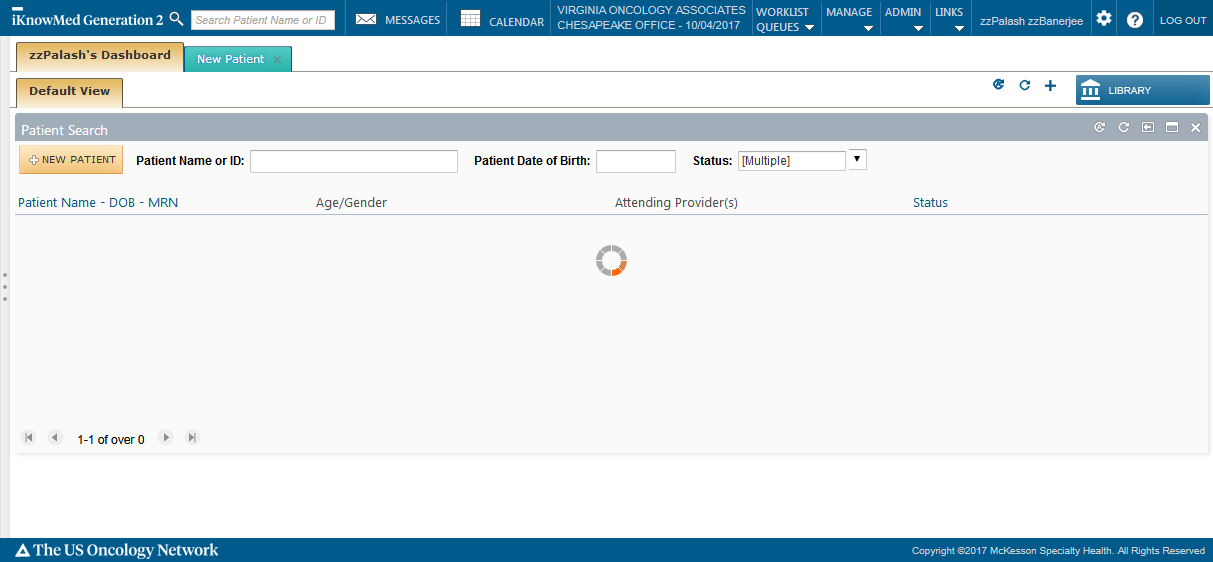 iKnowMed Generation 2
Search Patient Name or ID
MESSAGES
CALENDAR
VIRGINIA ONCOLOGY ASSOCIATES
CHESAPEAKE OFFICE - 10/04/2017
WORKLIST
QUEUES
MANAGE
ADMIN
LINKS
zzPalash zzBanerjee
?
LOG OUT
zzPalash's Dashboard
New Patient ×
Default View
LIBRARY
Patient Search
NEW PATIENT
Patient Name or ID:
Patient Date of Birth:
Status:
[Multiple]
Patient Name - DOB - MRN
Age/Gender
Attending Provider(s)
Status
1-1 of over 0
The US Oncology Network
Copyright ©2017 McKesson Specialty Health. All Rights Reserved